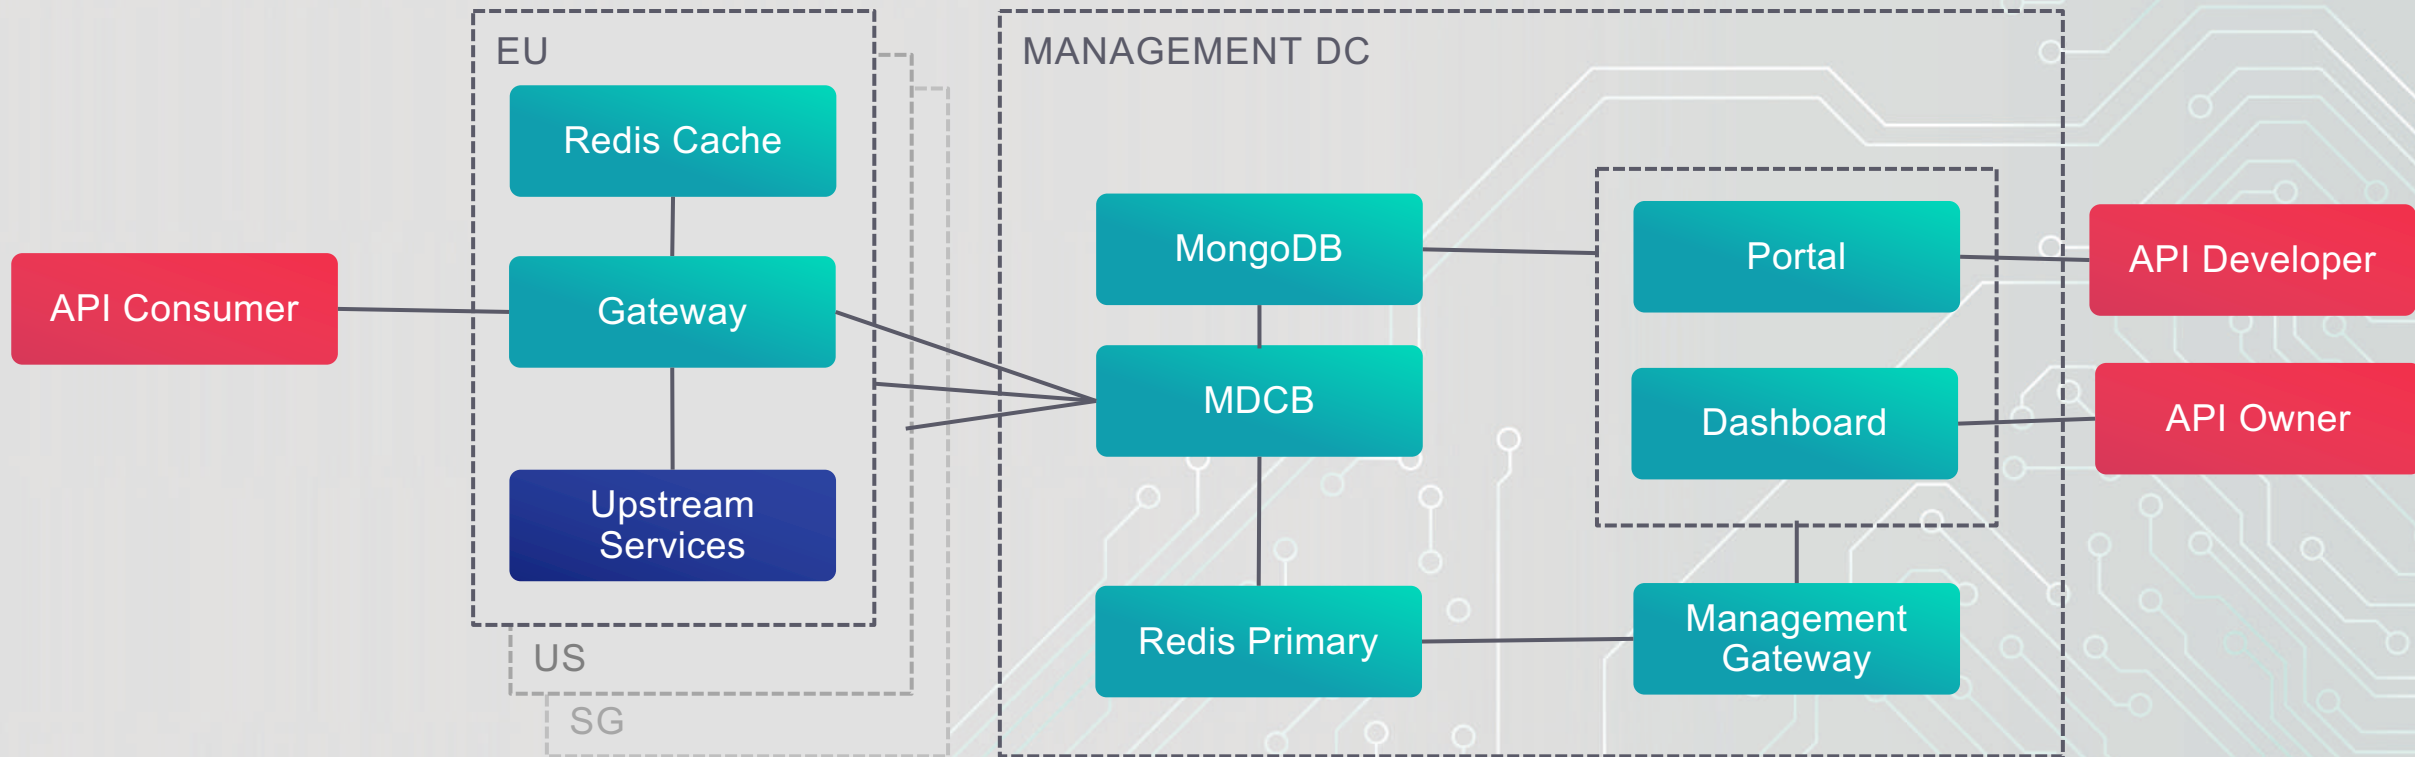 EU
MANAGEMENT DC
Redis Cache
API Consumer
Gateway
Upstream
Services
US
SG
MongoDB
MDCB
Redis Primary
Portal
Dashboard
Management
Gateway
API Developer
API Owner